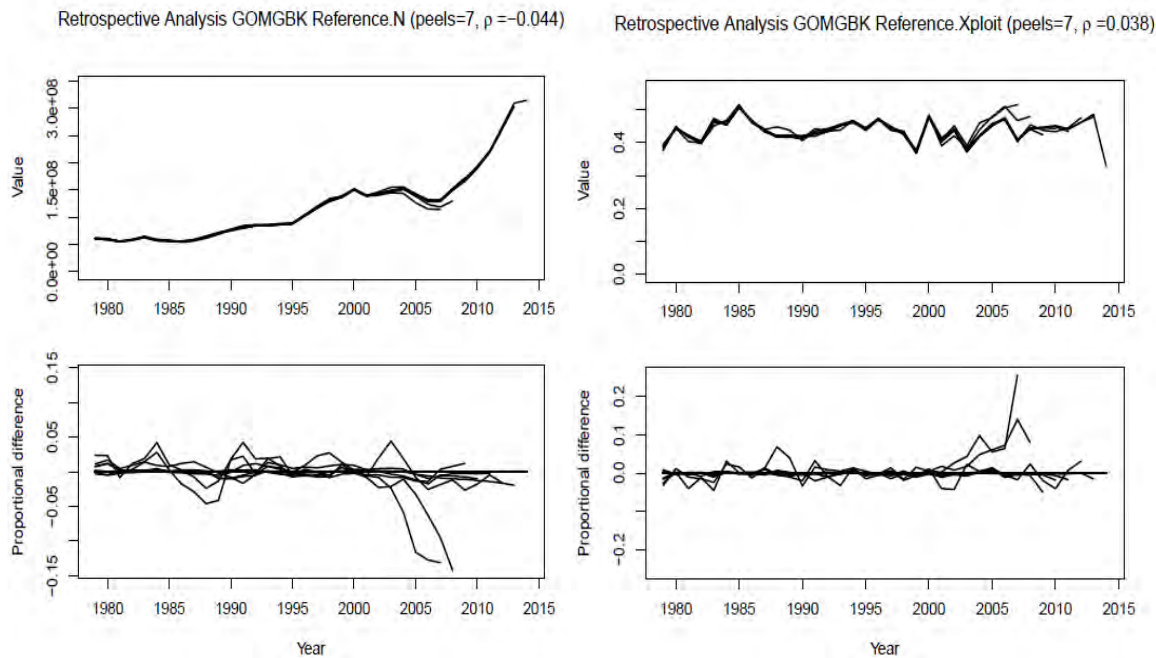 Retrospective Analysis GOMGBK Reference.N (peels=7, ρ =−0.044)
Retrospective Analysis GOMGBK Reference.Xploit (peels=7, ρ =0.038)
Value
0.0e+00 1.5e+08 3.0e+08
1980 1985 1990 1995 2000 2005 2010 2015
Value
0.0 0.2 0.4
1980 1985 1990 1995 2000 2005 2010 2015
Proportional difference
−0.15 −0.05 0.05 0.15
1980 1985 1990 1995 2000 2005 2010 2015
Year
Proportional difference
−0.2 0.0 0.1 0.2
1980 1985 1990 1995 2000 2005 2010 2015
Year